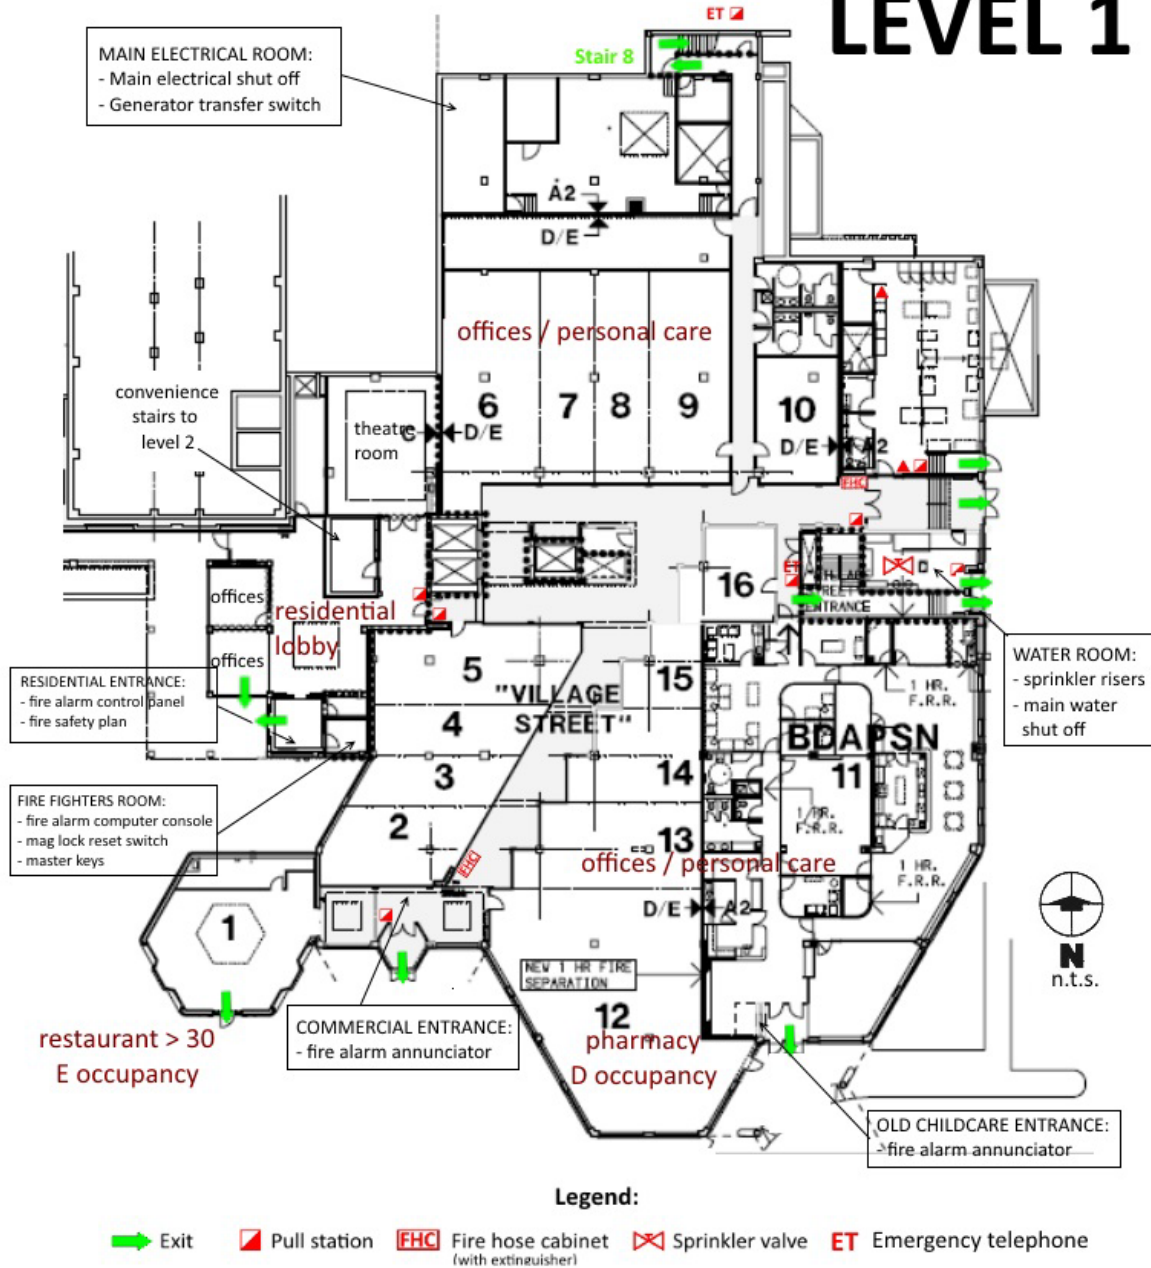 LEVEL 1
ET
Stair 8
MAIN ELECTRICAL ROOM:
- Main electrical shut off
- Generator transfer switch
A2
D/E
offices / personal care
convenience
stairs to
level 2
theatre
room
C
D/E
6
7
8
9
10
D/E
A2
FHC
16
ET
STREET
ENTRANCE
offices
residential
lobby
offices
RESIDENTIAL ENTRANCE:
- fire alarm control panel
- fire safety plan
WATER ROOM:
- sprinkler risers
- main water
shut off
5
"VILLAGE
STREET"
15
4
1 HR.
F.R.R.
BDAPSN
11
3
14
FIRE FIGHTERS ROOM:
- fire alarm computer console
- mag lock reset switch
- master keys
2
13
1 HR.
F.R.R.
FHC
offices / personal care
1 HR.
F.R.R.
1
D/E
A2
N
n.t.s.
NEW 1 HR FIRE
SEPARATION
12
COMMERCIAL ENTRANCE:
- fire alarm annunciator
restaurant > 30
E occupancy
pharmacy
D occupancy
OLD CHILDCARE ENTRANCE:
- fire alarm annunciator
Legend:
Exit
Pull station
FHC Fire hose cabinet
(with extinguisher)
Sprinkler valve
ET Emergency telephone